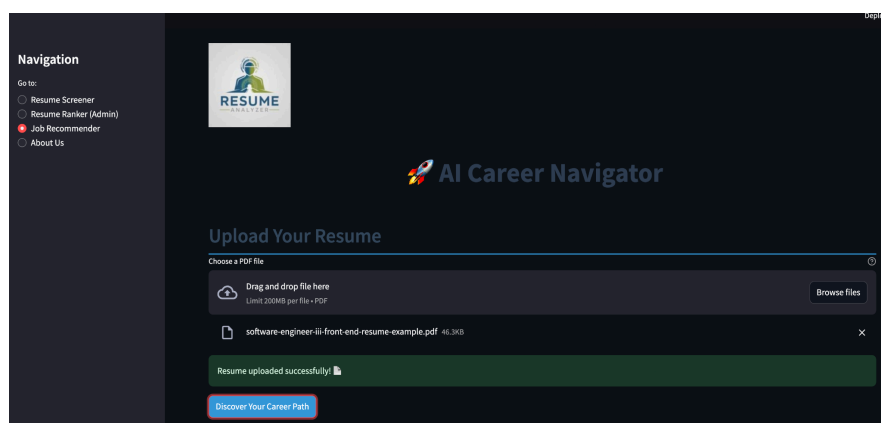 Deplo
Navigation
Go to:
Resume Screener
Resume Ranker (Admin)
Job Recommender
About Us
RESUME
ANALYZER
🚀 AI Career Navigator
Upload Your Resume
Choose a PDF file
Drag and drop file here
Limit 200MB per file • PDF
Browse files
software-engineer-iii-front-end-resume-example.pdf 46.3KB
Resume uploaded successfully!
Discover Your Career Path